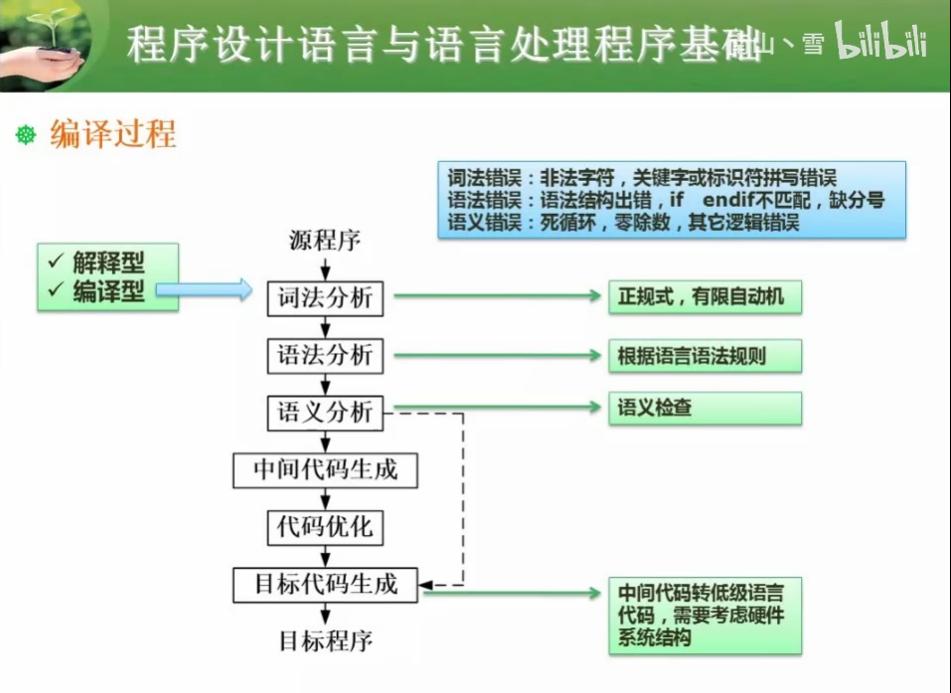 程序设计语言与语言处理程序基础
山丶雪 bilibili
编译过程
词法错误：非法字符，关键字或标识符拼写错误
语法错误：语法结构出错，if endif不匹配，缺分号
语义错误：死循环，零除数，其它逻辑错误
源程序
✓ 解释型
✓ 编译型
词法分析
正规式，有限自动机
语法分析
根据语言语法规则
语义分析
语义检查
中间代码生成
代码优化
目标代码生成
中间代码转低级语言
代码，需要考虑硬件
系统结构
目标程序